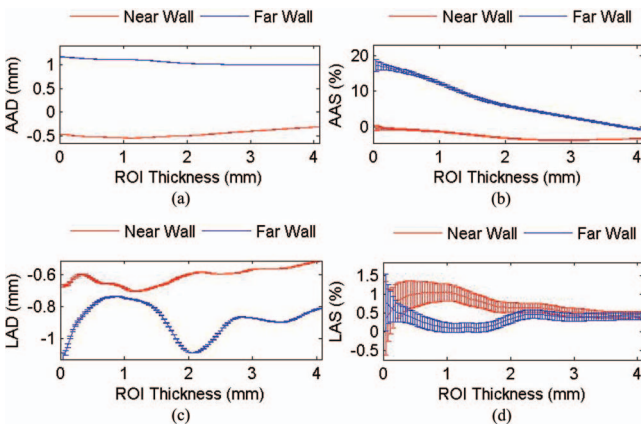 Near Wall Far Wall
AAD (mm)
1
0.5
0
-0.5
0 1 2 3 4
ROI Thickness (mm)
(a)
Near Wall Far Wall
AAS (%)
20
10
0
0 1 2 3 4
ROI Thickness (mm)
(b)
Near Wall Far Wall
LAD (mm)
-0.6
-0.8
-1
0 1 2 3 4
ROI Thickness (mm)
(c)
Near Wall Far Wall
LAS (%)
1.5
1
0.5
0
-0.5
0 1 2 3 4
ROI Thickness (mm)
(d)